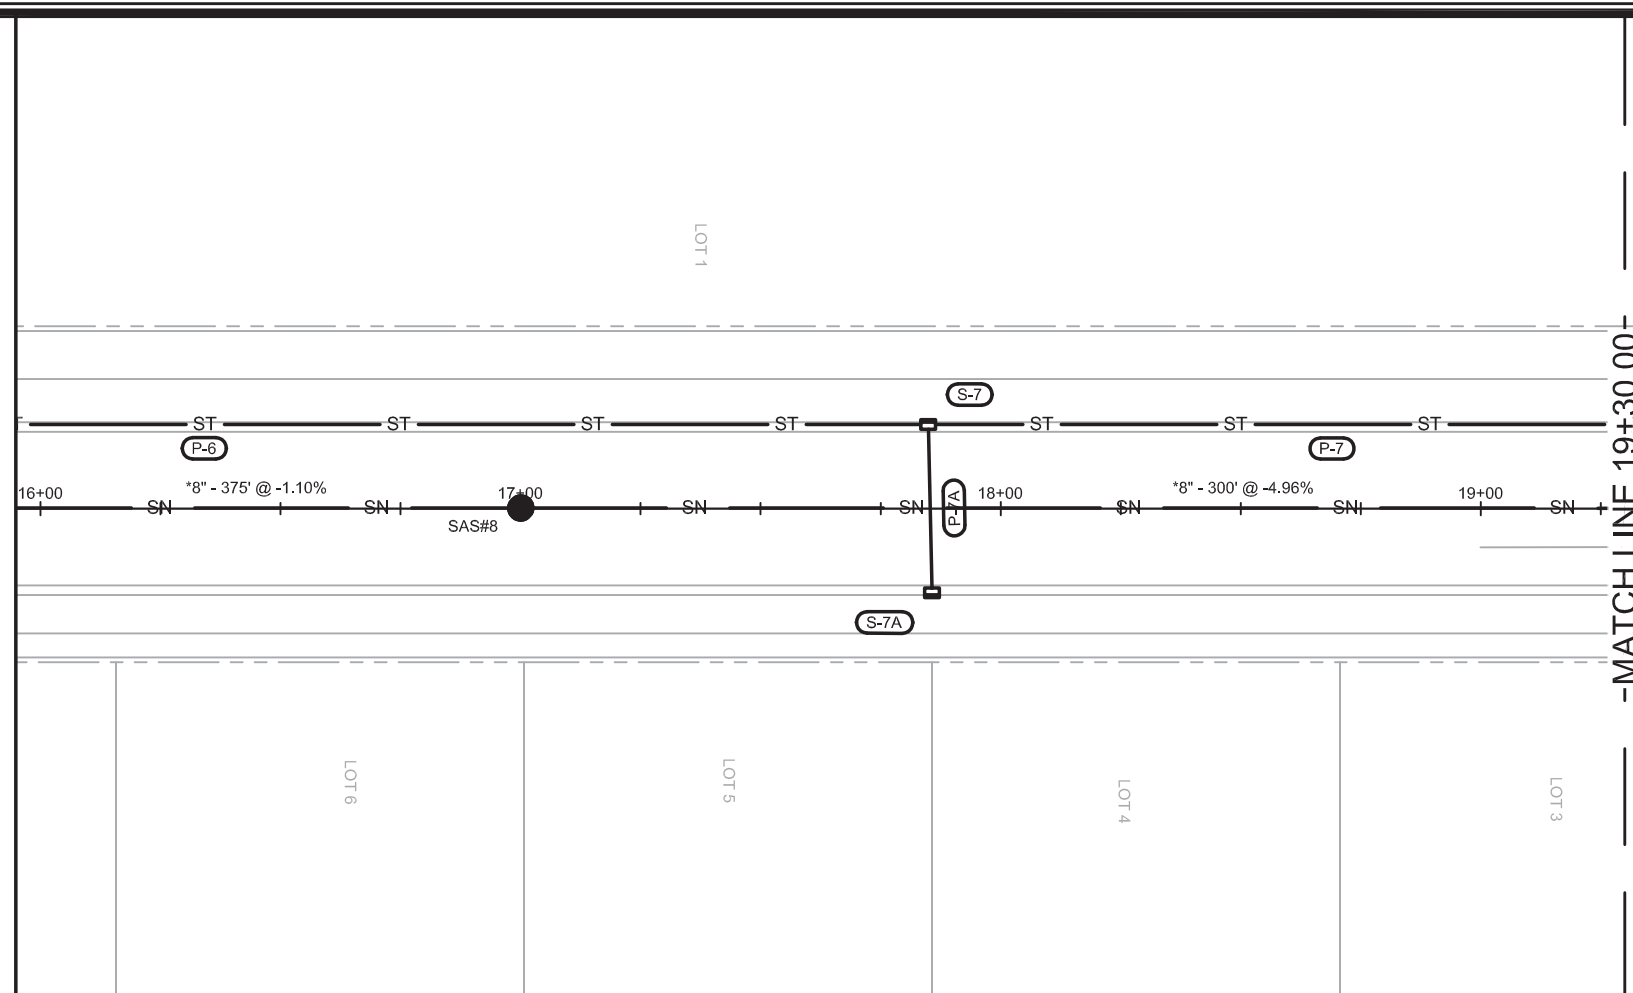 LOT 1
S-7
ST ST ST ST ST ST ST
P-6
P-7
*8" - 375' @ -1.10%
*8" - 300' @ -4.96%
16+00
17+00
18+00
19+00
SN SN SN SN SN SN SN
P-7A
SAS#8
S-7A
MATCH LINE 19+30.00
LOT 6
LOT 5
LOT 4
LOT 3